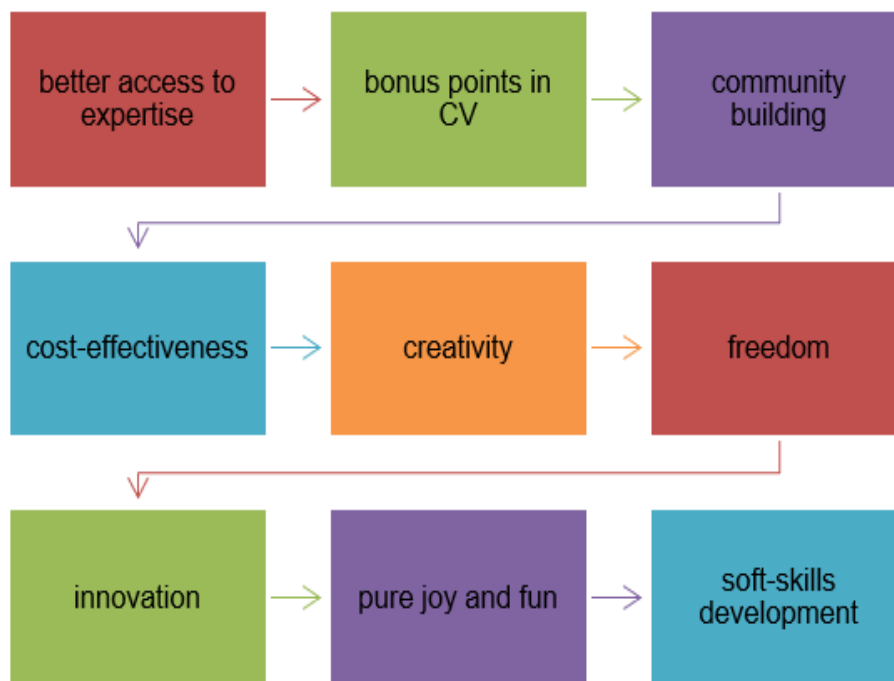 better access to
expertise
bonus points in
CV
community
building
cost-effectiveness
creativity
freedom
innovation
pure joy and fun
soft-skills
development